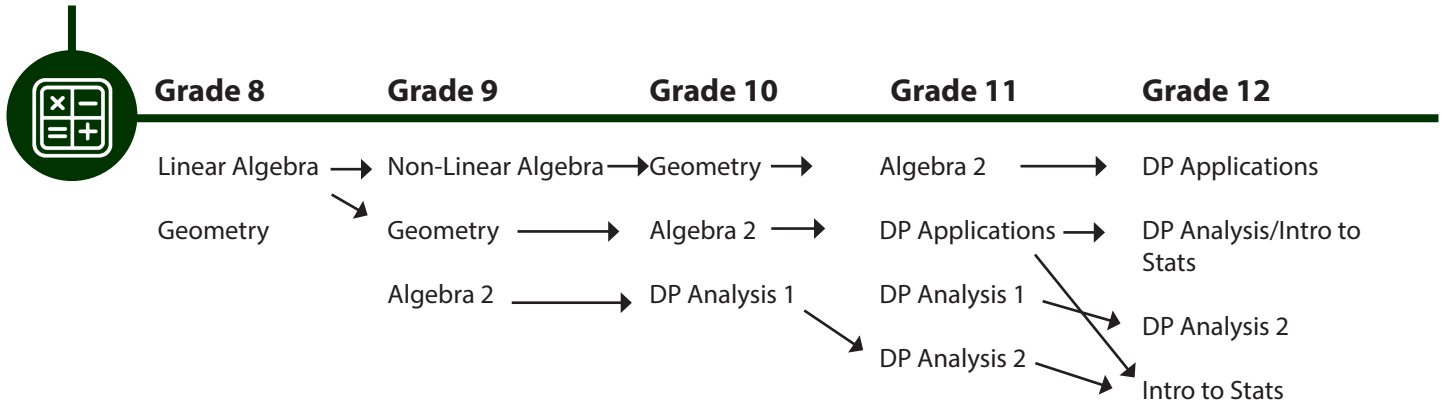 Grade 8 Grade 9 Grade 10 Grade 11 Grade 12
Linear Algebra Non-Linear Algebra Geometry Algebra 2 DP Applications
Geometry Geometry Algebra 2 DP Applications DP Analysis/Intro to
Stats
Algebra 2 DP Analysis 1 DP Analysis 1
DP Analysis 2
DP Analysis 2
Intro to Stats